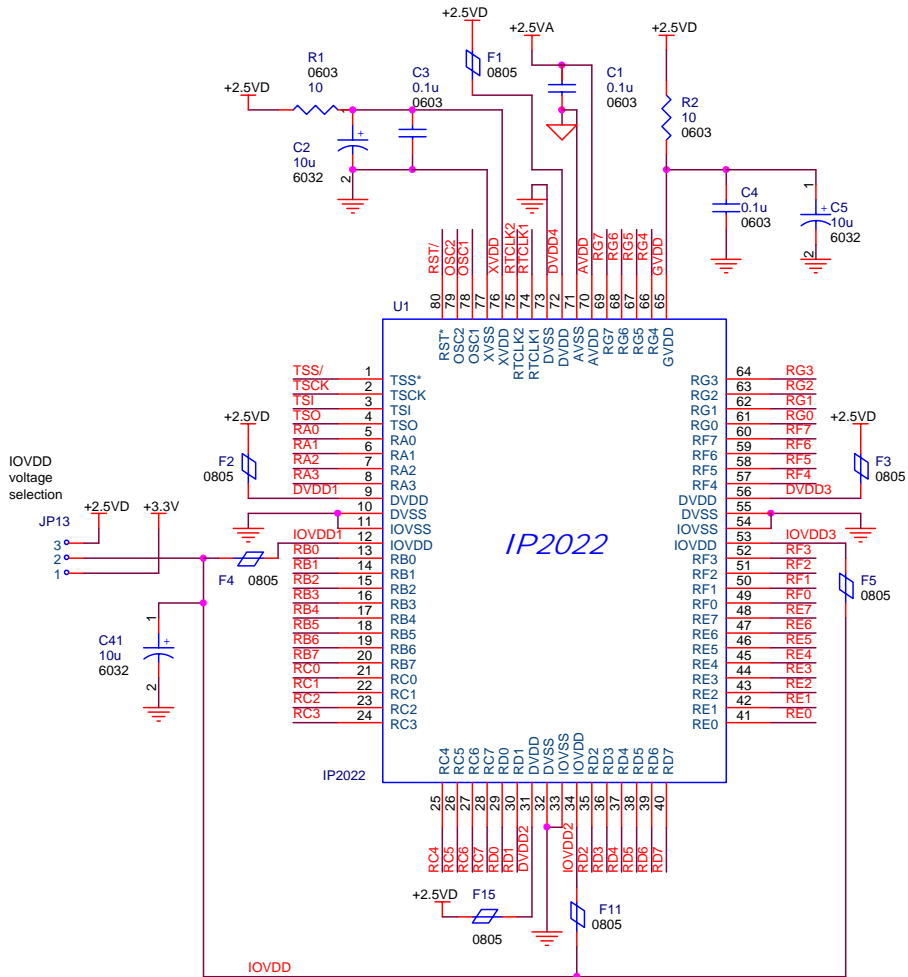 +2.5VD
+2.5VA
+2.5VD
F1
0805
R1
0603
10
C3
0.1u
0603
C1
0.1u
0603
+2.5VD
R2
10
0603
1
C2
10u
6032
+
2
C4
0.1u
0603
1
C5
10u
6032
+
2
RST/
OSC2
OSC1
XVDD
RTCLK2
RTCLK1
DVDD4
AVDD
RG7
RG6
RG5
RG4
GVDD
80
79
78
77
76
75
74
73
72
71
70
69
68
67
66
65
U1
RST*
OSC2
OSC1
XVSS
XVDD
RTCLK2
RTCLK1
DVSS
DVDD
AVSS
AVDD
RG7
RG6
RG5
RG4
GVDD
TSS/ 1 TSS*
TSCK 2 TSCK
TSI 3 TSI
TSO 4 TSO
RA0 5 RA0
RA1 6 RA1
RA2 7 RA2
RA3 8 RA3
DVDD1 9 DVDD
10 DVSS
11 IOVSS
IOVDD1 12 IOVDD
RB0 13 RB0
RB1 14 RB1
RB2 15 RB2
RB3 16 RB3
RB4 17 RB4
RB5 18 RB5
RB6 19 RB6
RB7 20 RB7
RC0 21 RC0
RC1 22 RC1
RC2 23 RC2
RC3 24 RC3
RG3 64 RG3
RG2 63 RG2
RG1 62 RG1
RG0 61 RG0
RF7 60 RF7
RF6 59 RF6
RF5 58 RF5
RF4 57 RF4
DVDD 56 DVDD3
DVSS 55
IOVSS 54
IOVDD 53 IOVDD3
RF3 52 RF3
RF2 51 RF2
RF1 50 RF1
RF0 49 RF0
RE7 48 RE7
RE6 47 RE6
RE5 46 RE5
RE4 45 RE4
RE3 44 RE3
RE2 43 RE2
RE1 42 RE1
RE0 41 RE0
+2.5VD
F2
0805
+2.5VD
F3
0805
IOVDD
voltage
selection
+2.5VD
+3.3V
JP13
3
2
1
F4
0805
F5
0805
IP2022
1
C41
10u
6032
+
2
RC4
RC5
RC6
RC7
RD0
RD1
DVDD
DVSS
IOVSS
IOVDD
RD2
RD3
RD4
RD5
RD6
RD7
IP2022
25
26
27
28
29
30
31
32
33
34
35
36
37
38
39
40
RC4
RC5
RC6
RC7
RD0
RD1
DVDD2
IOVDD2
RD2
RD3
RD4
RD5
RD6
RD7
+2.5VD
F15
0805
F11
0805
IOVDD